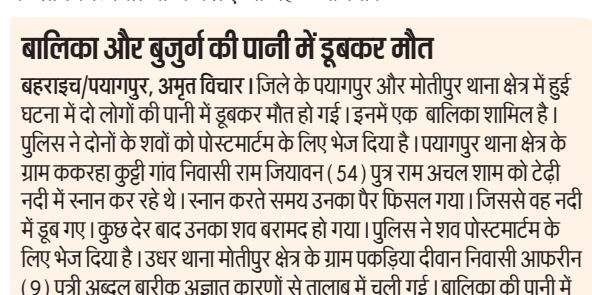 बालिका और बुजुर्ग की पानी में डूबकर मौत
बहराइच/पयागपुर, अमृत विचार। जिले के पयागपुर और मोतीपुर थाना क्षेत्र में हुई
घटना में दो लोगों की पानी में डूबकर मौत हो गई। इनमें एक बालिका शामिल है।
पुलिस ने दोनों के शवों को पोस्टमार्टम के लिए भेज दिया है। पयागपुर थाना क्षेत्र के
ग्राम ककरहा कुट्टी गांव निवासी राम जियावन (54) पुत्र राम अचल शाम को टेढ़ी
नदी में स्नान कर रहे थे। स्नान करते समय उनका पैर फिसल गया। जिससे वह नदी
में डूब गए। कुछ देर बाद उनका शव बरामद हो गया। पुलिस ने शव पोस्टमार्टम के
लिए भेज दिया है। उधर थाना मोतीपुर क्षेत्र के ग्राम पकड़िया दीवान निवासी आफरीन
(9) पुत्री अब्दुल बारीक अज्ञात कारणों से तालाब में चली गई। बालिका की पानी में